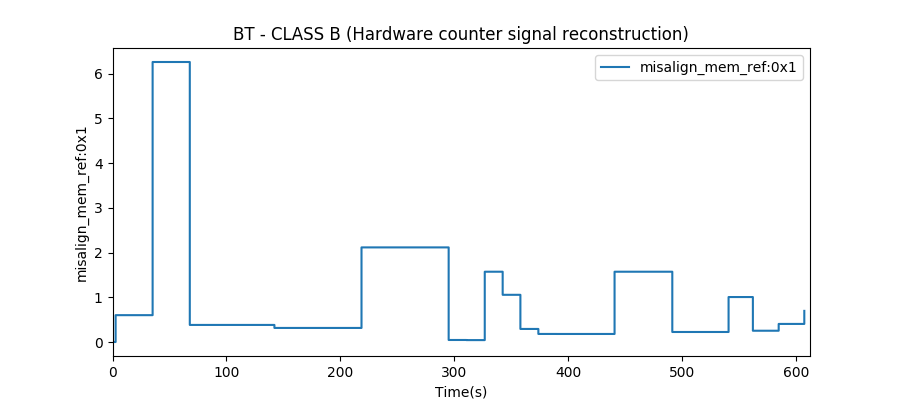 BT - CLASS B (Hardware counter signal reconstruction)
misalign_mem_ref:0x1
misalign_mem_ref:0x1
6
5
4
3
2
1
0
0 100 200 300 400 500 600
Time(s)